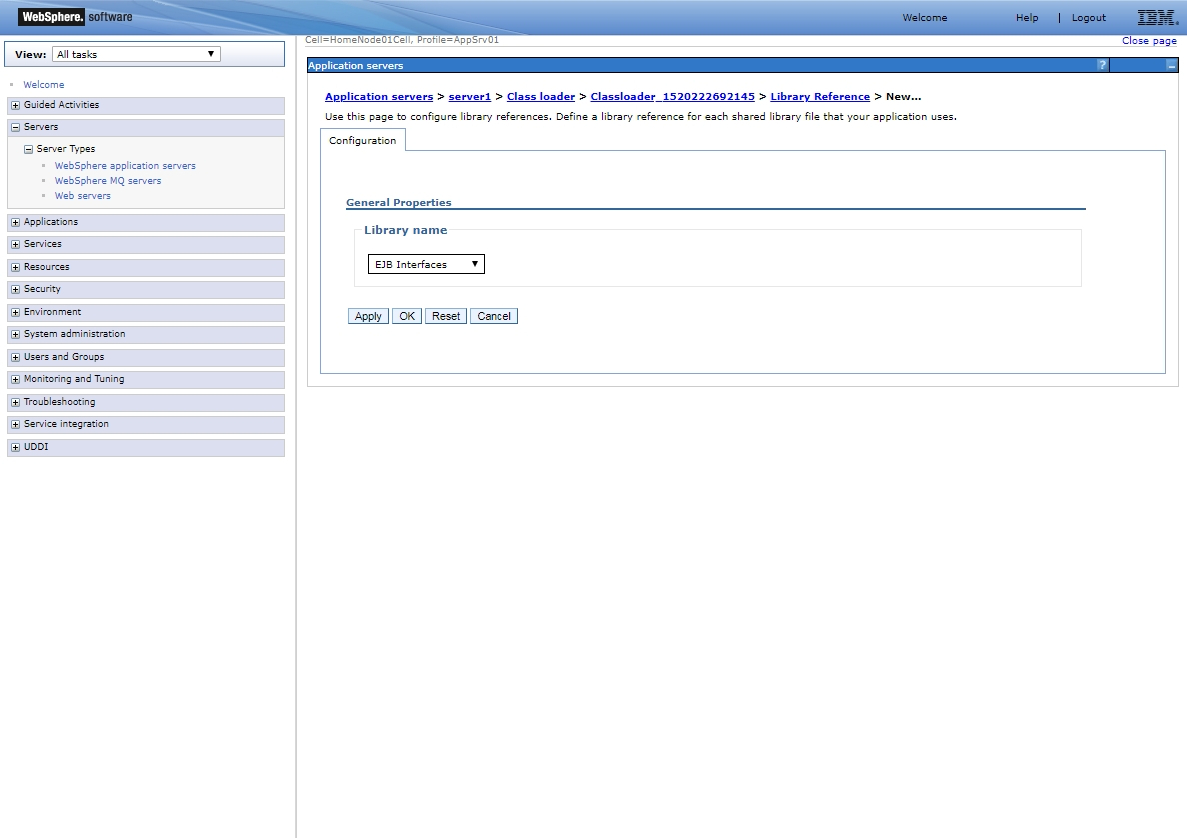 WebSphere. software
Welcome Help | Logout IBM.
View: All tasks
Cell=HomeNode01Cell, Profile=AppSrv01
Close page
Welcome
Guided Activities
Servers
Server Types
WebSphere application servers
WebSphere MQ servers
Web servers
Applications
Services
Resources
Security
Environment
System administration
Users and Groups
Monitoring and Tuning
Troubleshooting
Service integration
UDDI
Application servers ?
Application servers > server1 > Class loader > Classloader_1520222692145 > Library Reference > New...
Use this page to configure library references. Define a library reference for each shared library file that your application uses.
Configuration
General Properties
Library name
EJB Interfaces
Apply OK Reset Cancel